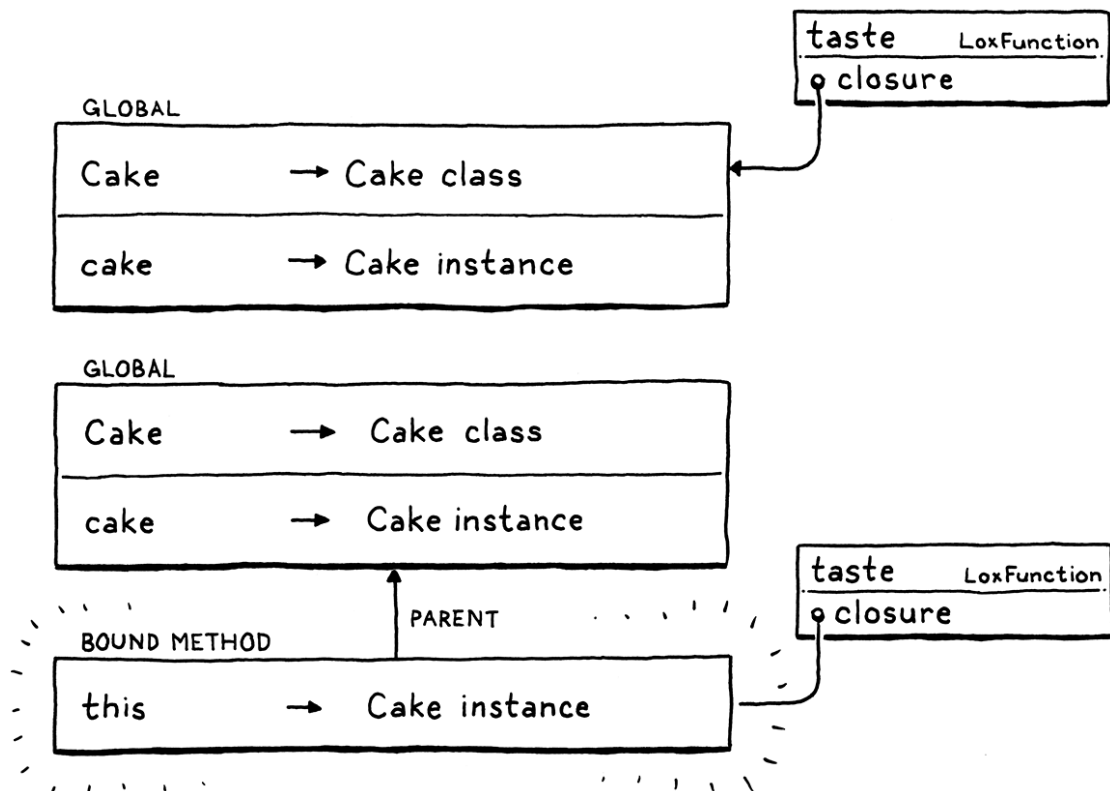 taste LoxFunction
closure
GLOBAL
Cake → Cake class
cake → Cake instance
GLOBAL
Cake → Cake class
cake → Cake instance
taste LoxFunction
closure
PARENT
BOUND METHOD
this → Cake instance